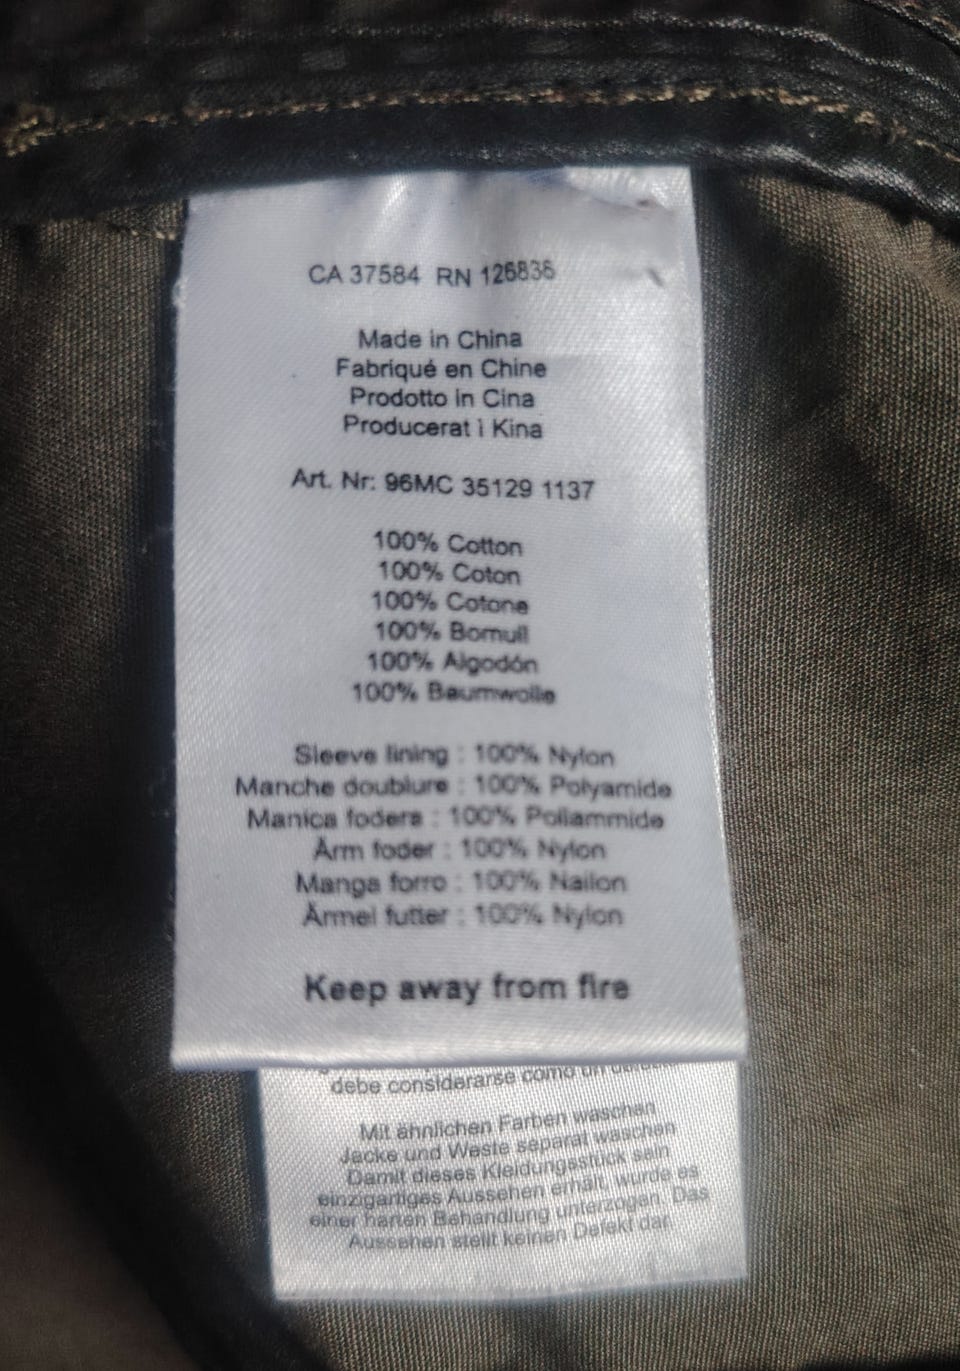 CA 37584 RN 126836
Made in China
Fabriqué en Chine
Prodotto in Cina
Producerat i Kina
Art. Nr: 96MC 35129 1137
100% Cotton
100% Coton
100% Cotone
100% Bomull
100% Algodón
100% Baumwolle
Sleeve lining : 100% Nylon
Manche doublure : 100% Polyamide
Manica fodera : 100% Poliammide
Ärm foder : 100% Nylon
Manga forro : 100% Nailon
Ärmel futter : 100% Nylon
Keep away from fire
debe considerarse como un
Mit ähnlichen Farben waschen
Jacke und Weste separat waschen
Damit dieses Kleidungsstück sein
einzigartiges Aussehen erhält, wurde es
einer harten Behandlung unterzogen. Das
Aussehen stellt keinen Defekt dar.